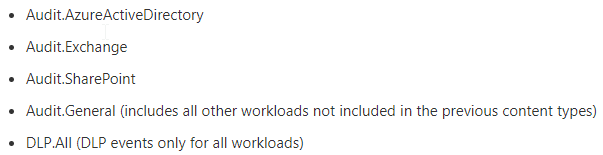 • Audit.AzureActiveDirectory
• Audit.Exchange
• Audit.SharePoint
• Audit.General (includes all other workloads not included in the previous content types)
• DLP.All (DLP events only for all workloads)